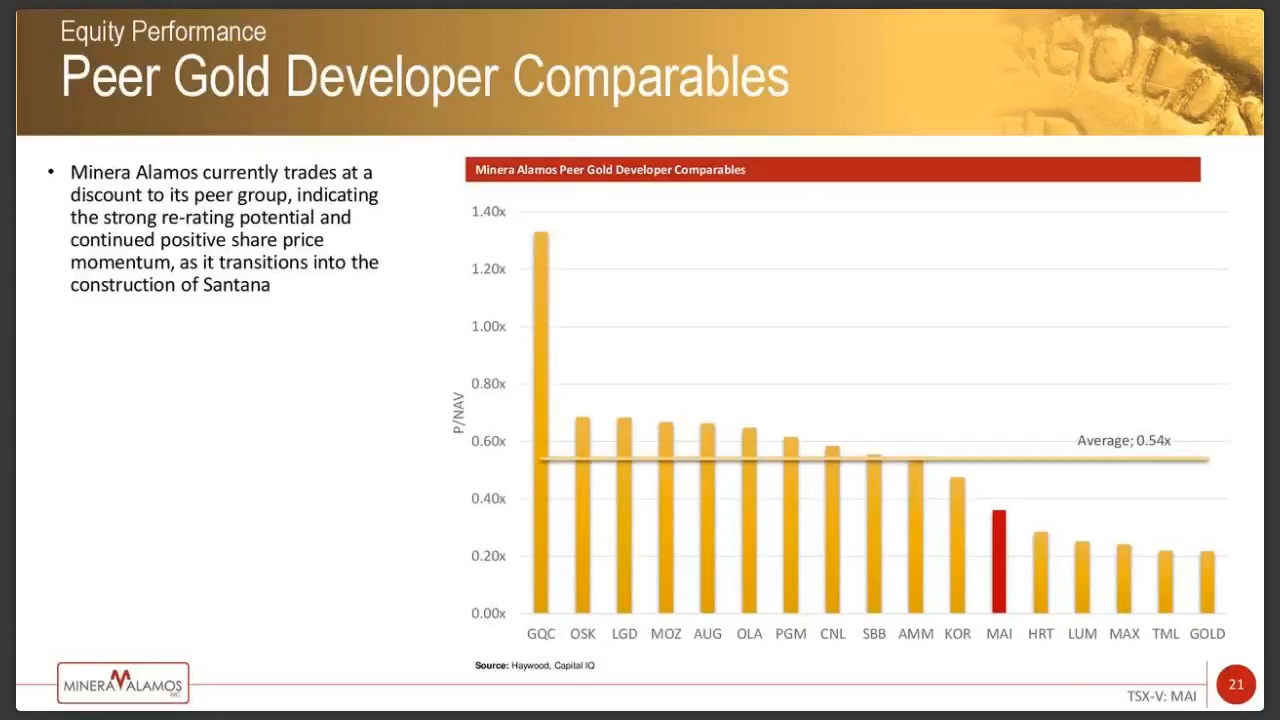 Equity Performance
Peer Gold Developer Comparables
• Minera Alamos currently trades at a
discount to its peer group, indicating
the strong re-rating potential and
continued positive share price
momentum, as it transitions into the
construction of Santana
Minera Alamos Peer Gold Developer Comparables
1.40x
1.20x
1.00x
0.80x
0.60x
0.40x
0.20x
0.00x
P/NAV
Average; 0.54x
GQC OSK LGD MOZ AUG OLA PGM CNL SBB AMM KOR MAI HRT LUM MAX TML GOLD
Source: Haywood, Capital IQ
MINERA ALAMOS INC.
TSX-V: MAI
21